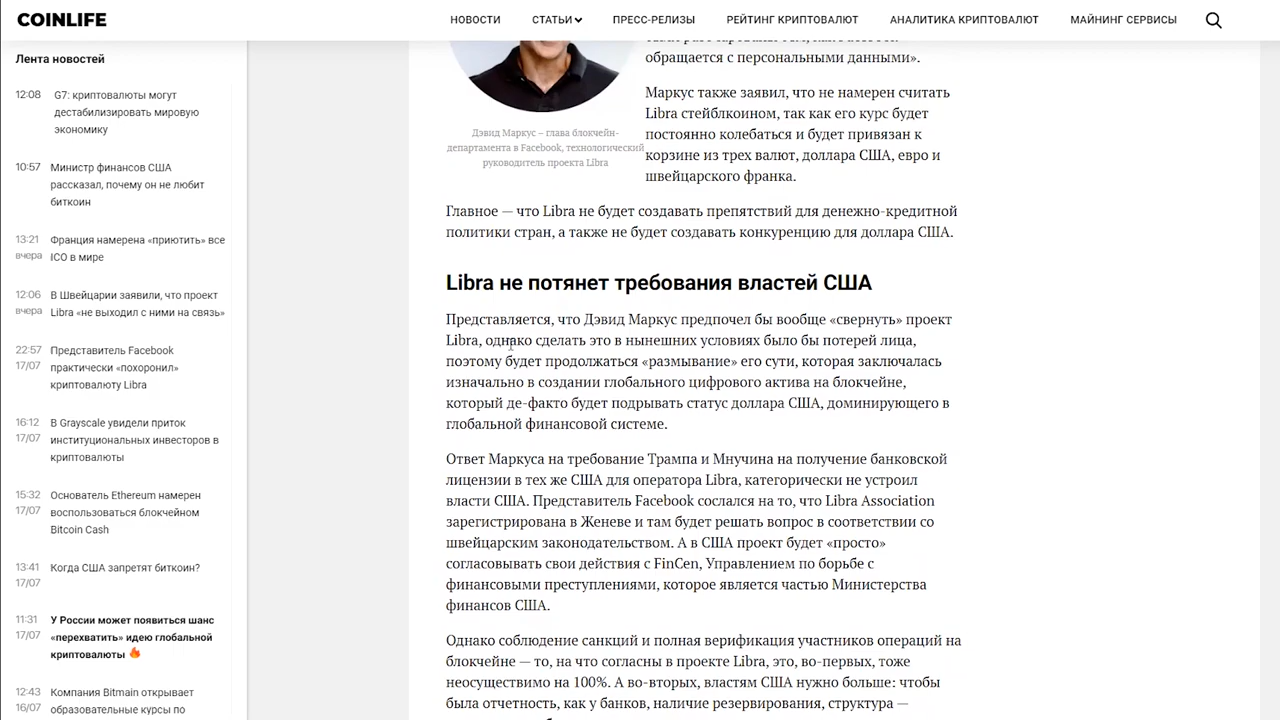 COINLIFE
НОВОСТИ
СТАТЬИ
ПРЕСС-РЕЛИЗЫ
РЕЙТИНГ КРИПТОВАЛЮТ
АНАЛИТИКА КРИПТОВАЛЮТ
МАЙНИНГ СЕРВИСЫ
Лента новостей
12:08
G7: криптовалюты могут
дестабилизировать мировую
экономику
10:57
Министр финансов США
рассказал, почему он не любит
биткоин
13:21
вчера
Франция намерена «приютить» все
ICO в мире
12:06
вчера
В Швейцарии заявили, что проект
Libra «не выходил с ними на связь»
22:57
17/07
Представитель Facebook
практически «похоронил»
криптовалюту Libra
16:12
17/07
В Grayscale увидели приток
институциональных инвесторов в
криптовалюты
15:32
17/07
Основатель Ethereum намерен
воспользоваться блокчейном
Bitcoin Cash
13:41
17/07
Когда США запретят биткоин?
11:31
17/07
У России может появиться шанс
«перехватить» идею глобальной
криптовалюты
12:43
16/07
Компания Bitmain открывает
образовательные курсы по
Дэвид Маркус – глава блокчейн-
департамента в Facebook, технологический
руководитель проекта Libra
обращается с персональными данными».
Маркус также заявил, что не намерен считать
Libra стейблкоином, так как его курс будет
постоянно колебаться и будет привязан к
корзине из трех валют, доллара США, евро и
швейцарского франка.
Главное — что Libra не будет создавать препятствий для денежно-кредитной
политики стран, а также не будет создавать конкуренцию для доллара США.
Libra не потянет требования властей США
Представляется, что Дэвид Маркус предпочел бы вообще «свернуть» проект
Libra, однако сделать это в нынешних условиях было бы потерей лица,
поэтому будет продолжаться «размывание» его сути, которая заключалась
изначально в создании глобального цифрового актива на блокчейне,
который де-факто будет подрывать статус доллара США, доминирующего в
глобальной финансовой системе.
Ответ Маркуса на требование Трампа и Мнучина на получение банковской
лицензии в тех же США для оператора Libra, категорически не устроил
власти США. Представитель Facebook сослался на то, что Libra Association
зарегистрирована в Женеве и там будет решать вопрос в соответствии со
швейцарским законодательством. А в США проект будет «просто»
согласовывать свои действия с FinCen, Управлением по борьбе с
финансовыми преступлениями, которое является частью Министерства
финансов США.
Однако соблюдение санкций и полная верификация участников операций на
блокчейне — то, на что согласны в проекте Libra, это, во-первых, тоже
неосуществимо на 100%. А во-вторых, властям США нужно больше: чтобы
была отчетность, как у банков, наличие резервирования, структура —